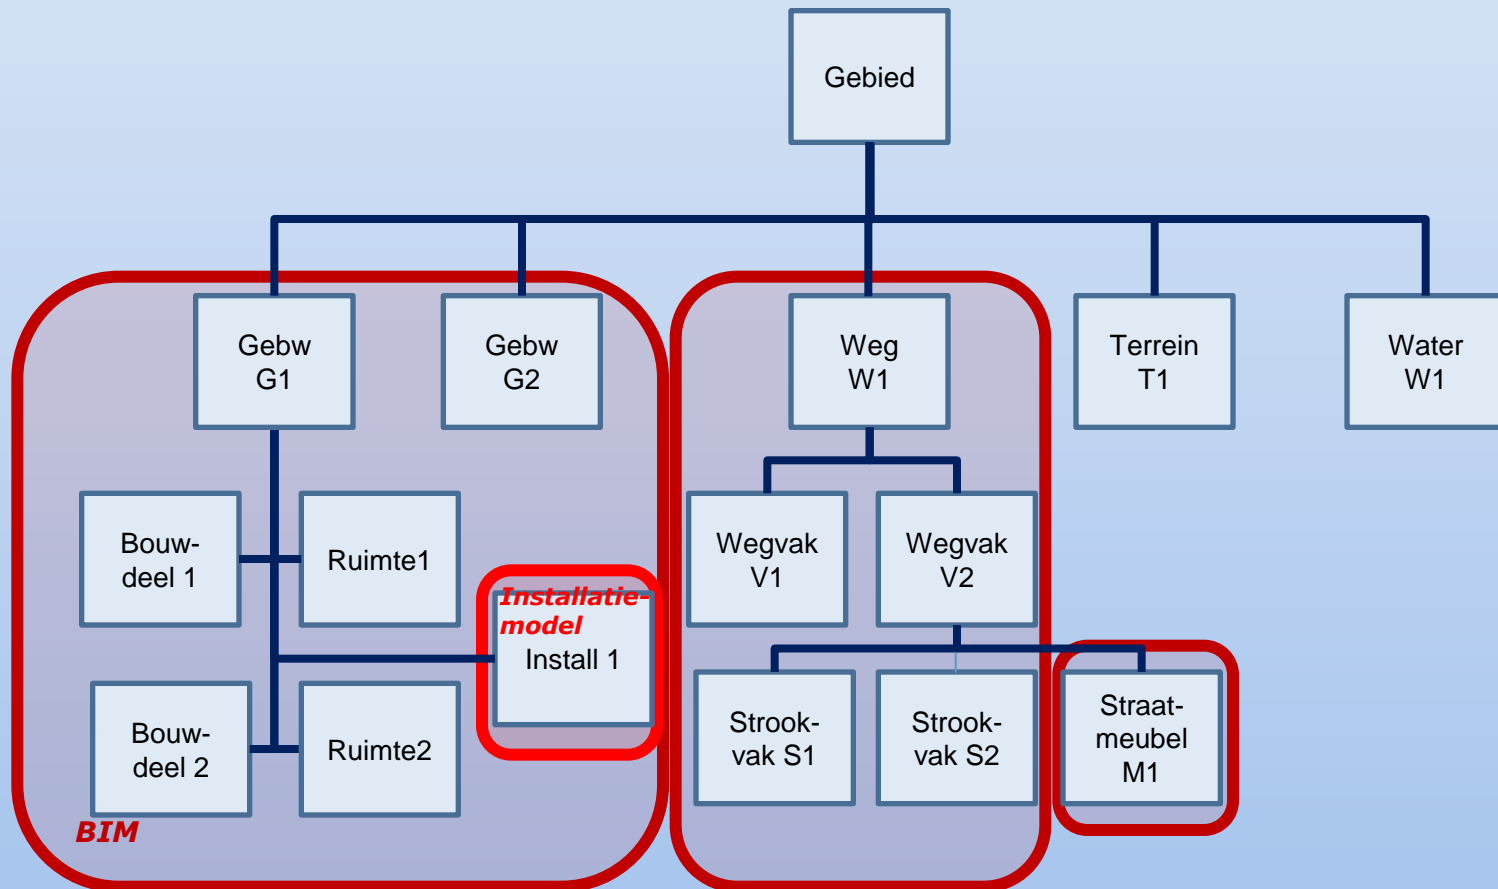 Gebied
Gebw
G1
Gebw
G2
Weg
W1
Terrein
T1
Water
W1
Bouw-
deel 1
Ruimte1
Installatie-
model
Install 1
Wegvak
V1
Wegvak
V2
Bouw-
deel 2
Ruimte2
Strook-
vak S1
Strook-
vak S2
Straat-
meubel
M1
BIM